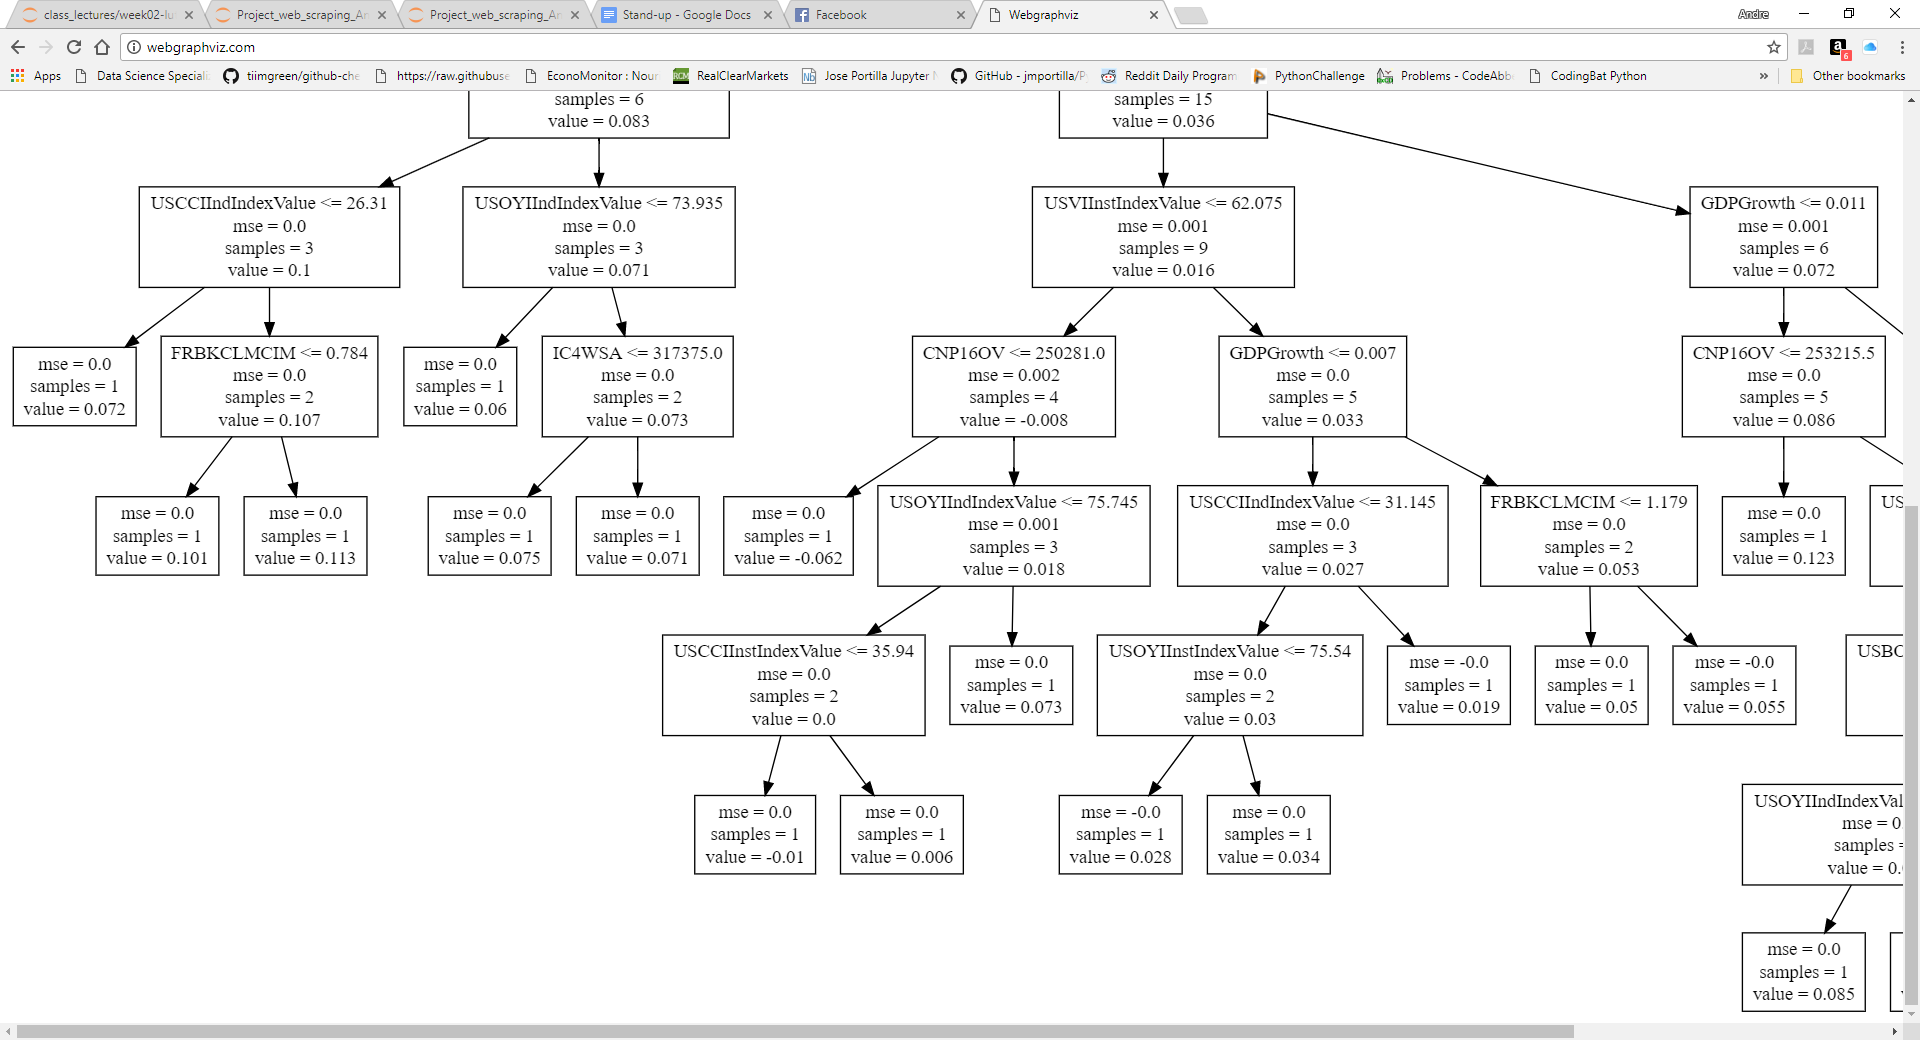 class_lectures/week02-lu
Project_web_scraping_An
Project_web_scraping_An
Stand-up - Google Docs
Facebook
Webgraphviz
Andre
webgraphviz.com
6
Apps
Data Science Speciali
tiimgreen/github-che
https://raw.githubuse
EconoMonitor : Nour
RCM
RealClearMarkets
Jose Portilla Jupyter N
GitHub - jmportilla/P
Reddit Daily Program
PythonChallenge
Problems - CodeAbb
CodingBat Python
»
Other bookmarks
samples = 6
value = 0.083
samples = 15
value = 0.036
USCCIIndIndexValue <= 26.31
mse = 0.0
samples = 3
value = 0.1
USOYIIndIndexValue <= 73.935
mse = 0.0
samples = 3
value = 0.071
USVIInstIndexValue <= 62.075
mse = 0.001
samples = 9
value = 0.016
GDPGrowth <= 0.011
mse = 0.001
samples = 6
value = 0.072
mse = 0.0
samples = 1
value = 0.072
FRBKCLMCIM <= 0.784
mse = 0.0
samples = 2
value = 0.107
mse = 0.0
samples = 1
value = 0.06
IC4WSA <= 317375.0
mse = 0.0
samples = 2
value = 0.073
CNP16OV <= 250281.0
mse = 0.002
samples = 4
value = -0.008
GDPGrowth <= 0.007
mse = 0.0
samples = 5
value = 0.033
CNP16OV <= 253215.5
mse = 0.0
samples = 5
value = 0.086
mse = 0.0
samples = 1
value = 0.101
mse = 0.0
samples = 1
value = 0.113
mse = 0.0
samples = 1
value = 0.075
mse = 0.0
samples = 1
value = 0.071
mse = 0.0
samples = 1
value = -0.062
USOYIIndIndexValue <= 75.745
mse = 0.001
samples = 3
value = 0.018
USCCIIndIndexValue <= 31.145
mse = 0.0
samples = 3
value = 0.027
FRBKCLMCIM <= 1.179
mse = 0.0
samples = 2
value = 0.053
mse = 0.0
samples = 1
value = 0.123
US
USCCIInstIndexValue <= 35.94
mse = 0.0
samples = 2
value = 0.0
mse = 0.0
samples = 1
value = 0.073
USOYIInstIndexValue <= 75.54
mse = 0.0
samples = 2
value = 0.03
mse = -0.0
samples = 1
value = 0.019
mse = 0.0
samples = 1
value = 0.05
mse = -0.0
samples = 1
value = 0.055
USBC
mse = 0.0
samples = 1
value = -0.01
mse = 0.0
samples = 1
value = 0.006
mse = -0.0
samples = 1
value = 0.028
mse = 0.0
samples = 1
value = 0.034
USOYIIndIndexVal
mse = 0.
samples =
value = 0.
mse = 0.0
samples = 1
value = 0.085